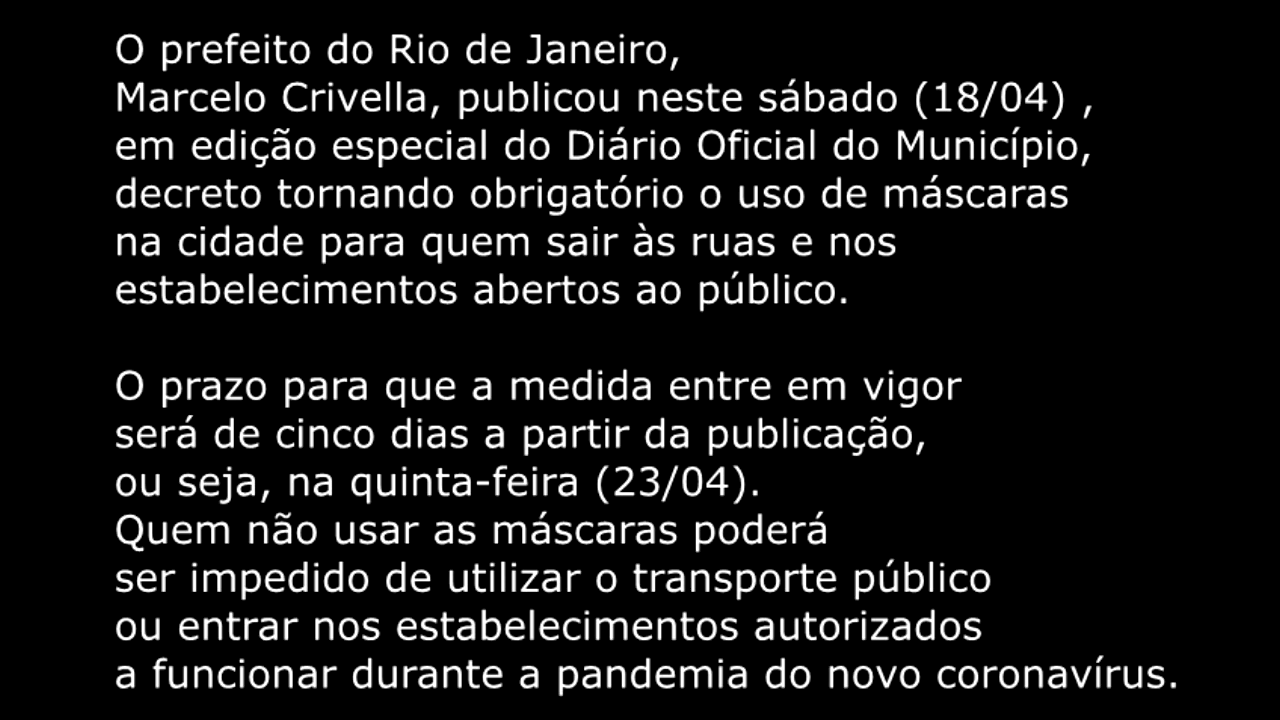 O prefeito do Rio de Janeiro,
Marcelo Crivella, publicou neste sábado (18/04) ,
em edição especial do Diário Oficial do Município,
decreto tornando obrigatório o uso de máscaras
na cidade para quem sair às ruas e nos
estabelecimentos abertos ao público.
O prazo para que a medida entre em vigor
será de cinco dias a partir da publicação,
ou seja, na quinta-feira (23/04).
Quem não usar as máscaras poderá
ser impedido de utilizar o transporte público
ou entrar nos estabelecimentos autorizados
a funcionar durante a pandemia do novo coronavírus.